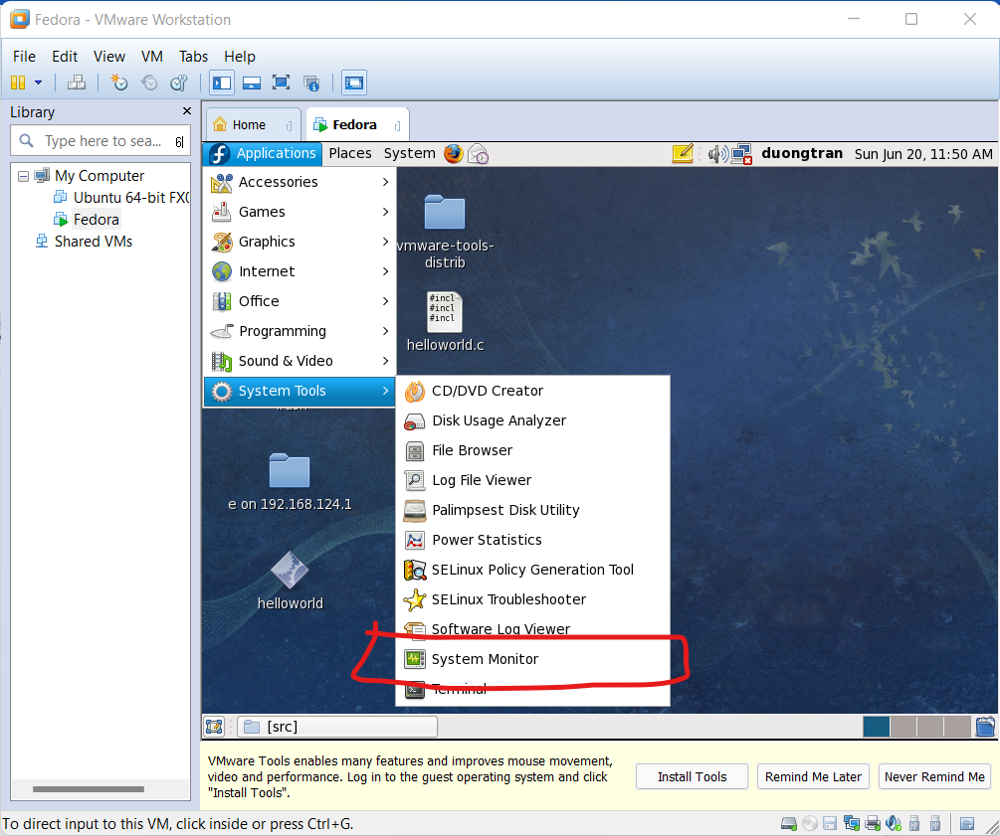 Fedora - VMware Workstation
File Edit View VM Tabs Help
Library
Type here to sea...
My Computer
Ubuntu 64-bit FX(
Fedora
Shared VMs
Home
Fedora
Applications Places System duongtran Sun Jun 20, 11:50 AM
Accessories
Games
Graphics
Internet
Office
Programming
Sound & Video
System Tools
CD/DVD Creator
Disk Usage Analyzer
File Browser
Log File Viewer
Palimpsest Disk Utility
Power Statistics
SELinux Policy Generation Tool
SELinux Troubleshooter
Software Log Viewer
System Monitor
Terminal
vmware-tools-
distrib
#incl
#incl
#incl
helloworld.c
e on 192.168.124.1
helloworld
[src]
VMware Tools enables many features and improves mouse movement,
video and performance. Log in to the guest operating system and click
"Install Tools".
Install Tools
Remind Me Later
Never Remind Me
To direct input to this VM, click inside or press Ctrl+G.